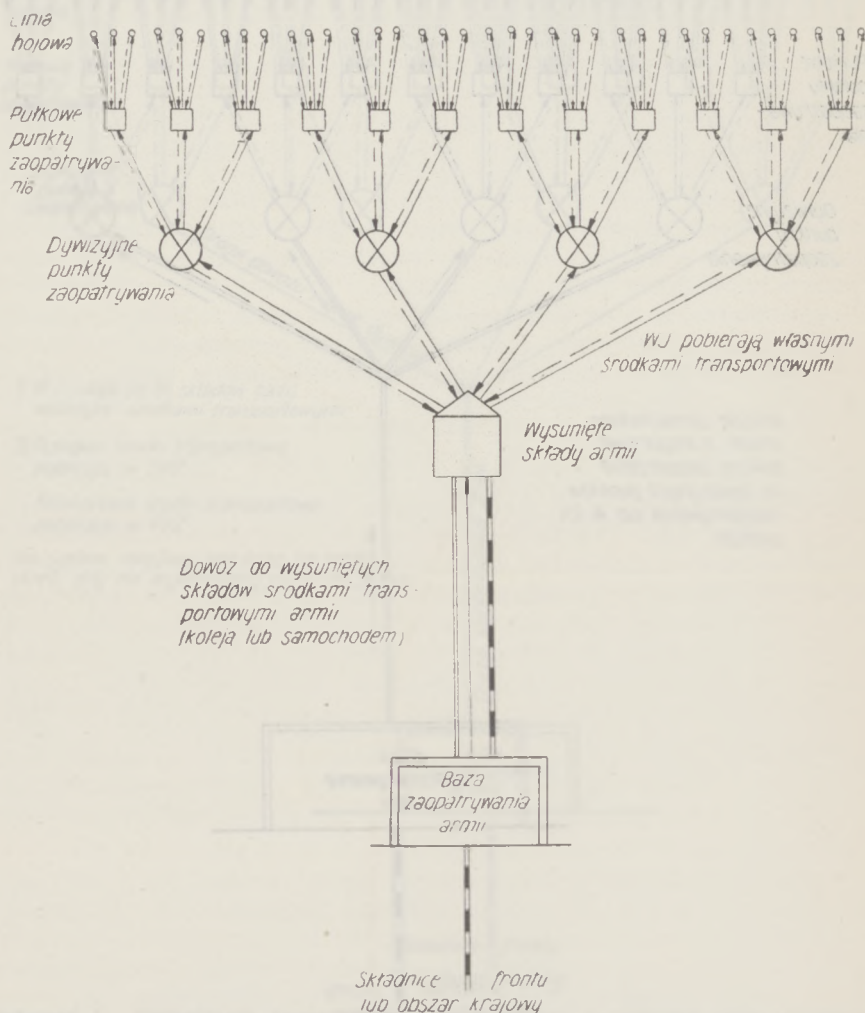 Linia
bojowa
Pułkowe
punkty
zaopatrywa-
nia
Dywizyjne
punkty
zaopatrywania
WJ pobierają własnymi
środkami transportowymi
Wysunięte
składy armii
Dowóz do wysuniętych
składów środkami trans-
portowymi armii
(koleją lub samochodem)
Baza
zaopatrywania
armii
Składnice frontu
lub obszar krajowy